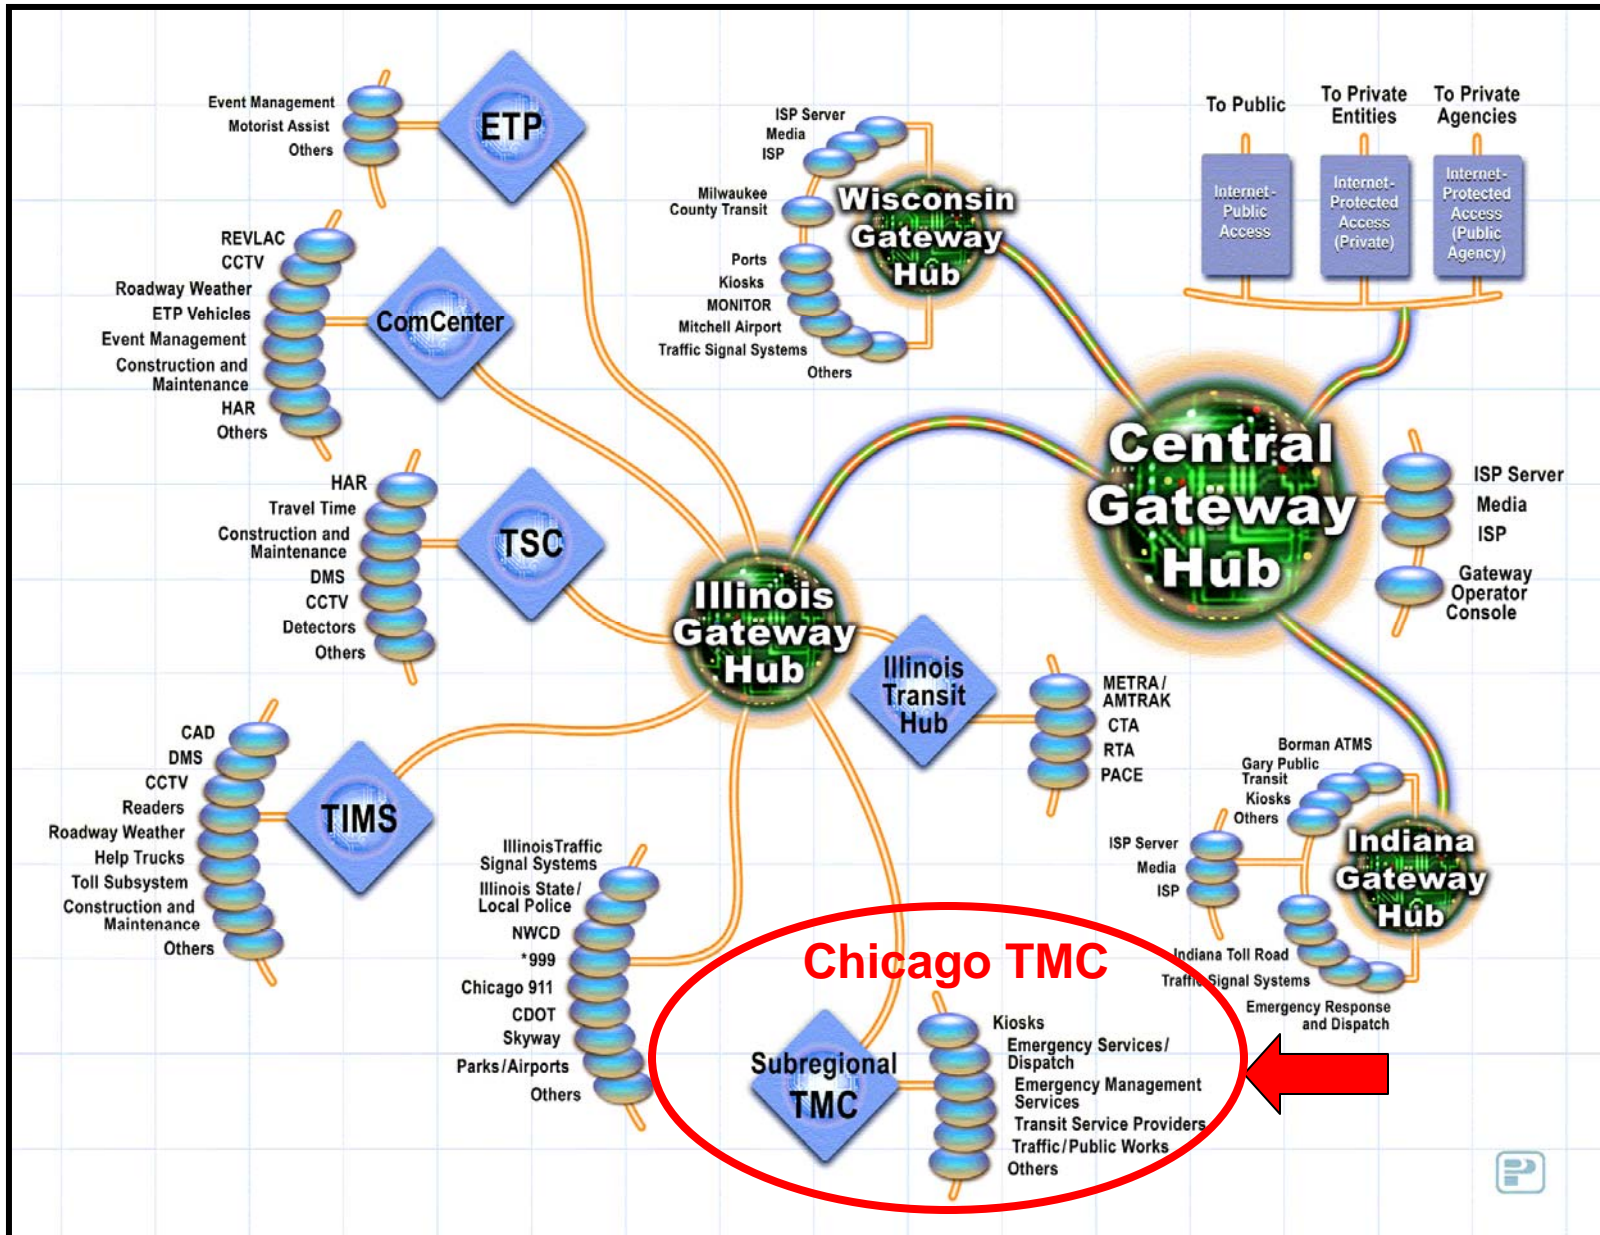 Event Management
Motorist Assist
Others
ETP
REVLAC
CCTV
Roadway Weather
ETP Vehicles
Event Management
Construction and
Maintenance
HAR
Others
ComCenter
HAR
Travel Time
Construction and
Maintenance
DMS
CCTV
Detectors
Others
TSC
CAD
DMS
CCTV
Readers
Roadway Weather
Help Trucks
Toll Subsystem
Construction and
Maintenance
Others
TIMS
IllinoisTraffic
Signal Systems
Illinois State/
Local Police
NWCD
*999
Chicago 911
CDOT
Skyway
Parks/Airports
Others
Illinois
Gateway
Hub
Illinois
Transit
Hub
METRA/
AMTRAK
CTA
RTA
PACE
ISP Server
Media
ISP
Milwaukee
County Transit
Ports
Kiosks
MONITOR
Mitchell Airport
Traffic Signal Systems
Others
Wisconsin
Gateway
Hub
To Public
To Private
Entities
To Private
Agencies
Internet-
Public
Access
Internet-
Protected
Access
(Private)
Internet-
Protected
Access
(Public
Agency)
Central
Gateway
Hub
ISP Server
Media
ISP
Gateway
Operator
Console
Borman ATMS
Gary Public
Transit
Kiosks
Others
ISP Server
Media
ISP
Indiana
Gateway
Hub
Indiana Toll Road
Traffic Signal Systems
Emergency Response
and Dispatch
Chicago TMC
Subregional
TMC
Kiosks
Emergency Services/
Dispatch
Emergency Management
Services
Transit Service Providers
Traffic/Public Works
Others